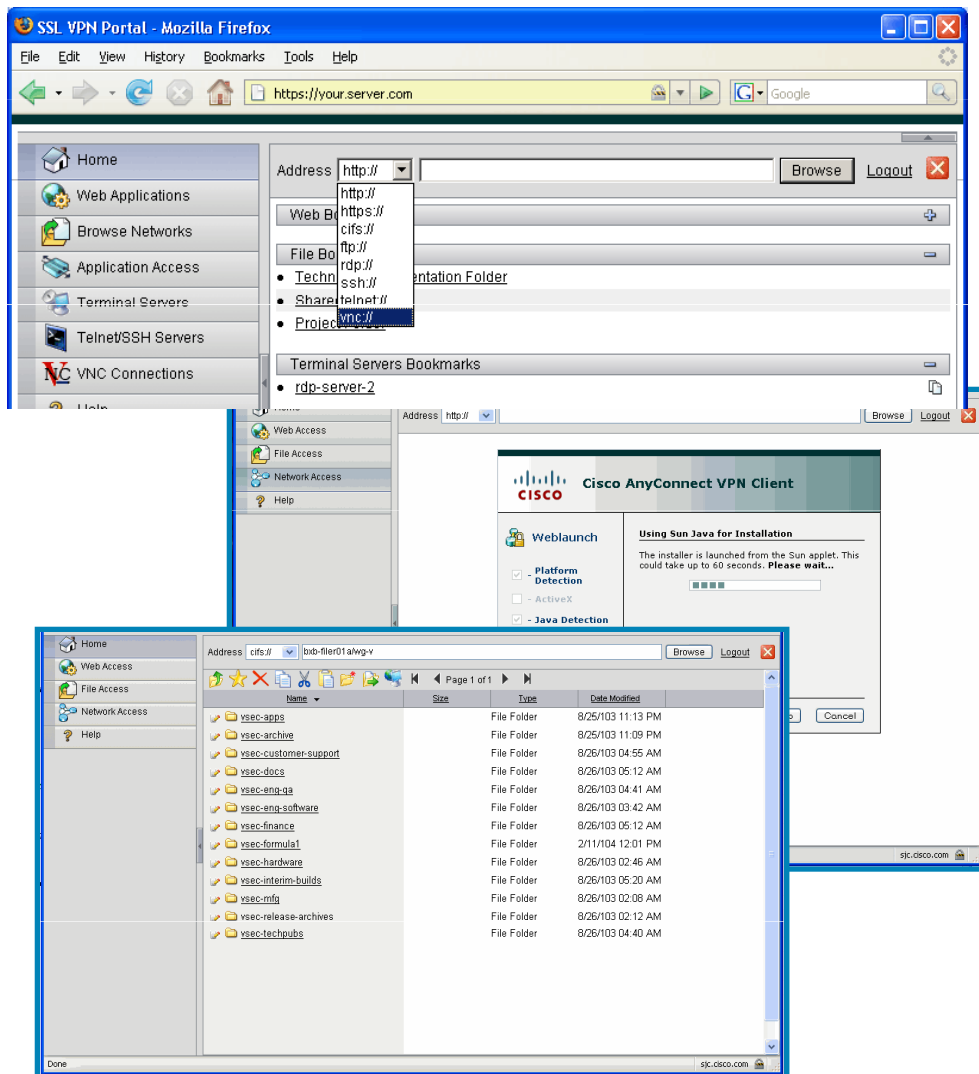 SSL VPN Portal - Mozilla Firefox
File Edit View History Bookmarks Tools Help
https://your.server.com
G Google
Home
Web Applications
Browse Networks
Application Access
Terminal Servers
Telnet/SSH Servers
VNC VNC Connections
Help
Address http:// Browse Logout
http://
https://
cifs://
ftp://
rdp://
ssh://
telnet://
vnc://
Web
File
entation Folder
Terminal Servers Bookmarks
rdp-server-2
Home
Web Access
File Access
Network Access
Help
Address http:// Browse Logout
CISCO
Cisco AnyConnect VPN Client
Weblaunch
- Platform
Detection
- ActiveX
- Java Detection
Using Sun Java for Installation
The installer is launched from the Sun applet. This
could take up to 60 seconds. Please wait...
Cancel
sjc.cisco.com
Home
Web Access
File Access
Network Access
Help
Address cifs:// bxb-filer01a/wg-v Browse Logout
Page 1 of 1
Name Size Type Date Modified
vsec-apps File Folder 8/25/103 11:13 PM
vsec-archive File Folder 8/25/103 11:09 PM
vsec-customer-support File Folder 8/26/103 04:55 AM
vsec-docs File Folder 8/26/103 05:12 AM
vsec-eng-qa File Folder 8/26/103 04:41 AM
vsec-eng-software File Folder 8/26/103 03:42 AM
vsec-finance File Folder 8/26/103 05:12 AM
vsec-formula1 File Folder 2/11/104 12:01 PM
vsec-hardware File Folder 8/26/103 02:46 AM
vsec-interim-builds File Folder 8/26/103 05:20 AM
vsec-mfg File Folder 8/26/103 02:08 AM
vsec-release-archives File Folder 8/26/103 02:12 AM
vsec-techpubs File Folder 8/26/103 04:40 AM
Done
sjc.cisco.com